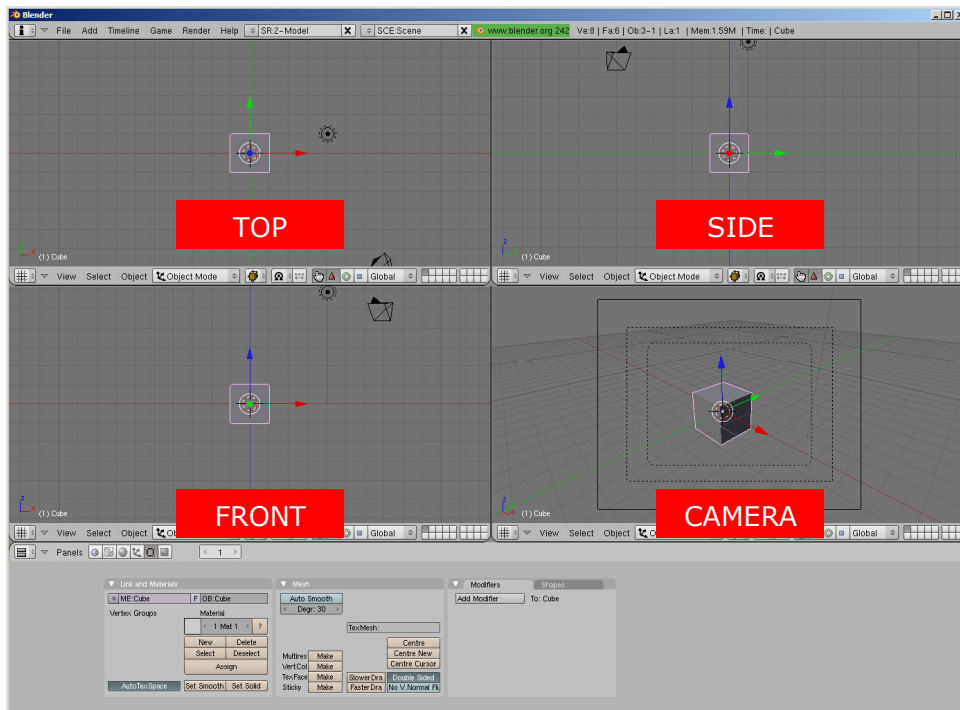 Blender
File Add Timeline Game Render Help SR:2-Model X SCE:Scene X www.blender.org 242 Ve:8 | Fa:6 | Ob:3-1 | La:1 | Mem:1.59M | Time: | Cube
TOP
SIDE
y x
(1) Cube
z y
(1) Cube
View Select Object Object Mode Global
View Select Object Object Mode Global
FRONT
CAMERA
z x
(1) Cube
(1) Cube
View Select Object Ob Global
View Select Object Global
Panels 1
Link and Materials
ME:Cube F OB:Cube
Vertex Groups Material
1 Mat 1 ?
New Delete
Select Deselect
Assign
AutoTexSpace Set Smooth Set Solid
Mesh
Auto Smooth
Degr: 30
TexMesh:
Centre
Multires Make Centre New
VertCol Make Centre Cursor
TexFace Make SlowerDra Double Sided
Sticky Make FasterDra No V.Normal Fli
Modifiers Shapes
Add Modifier To: Cube